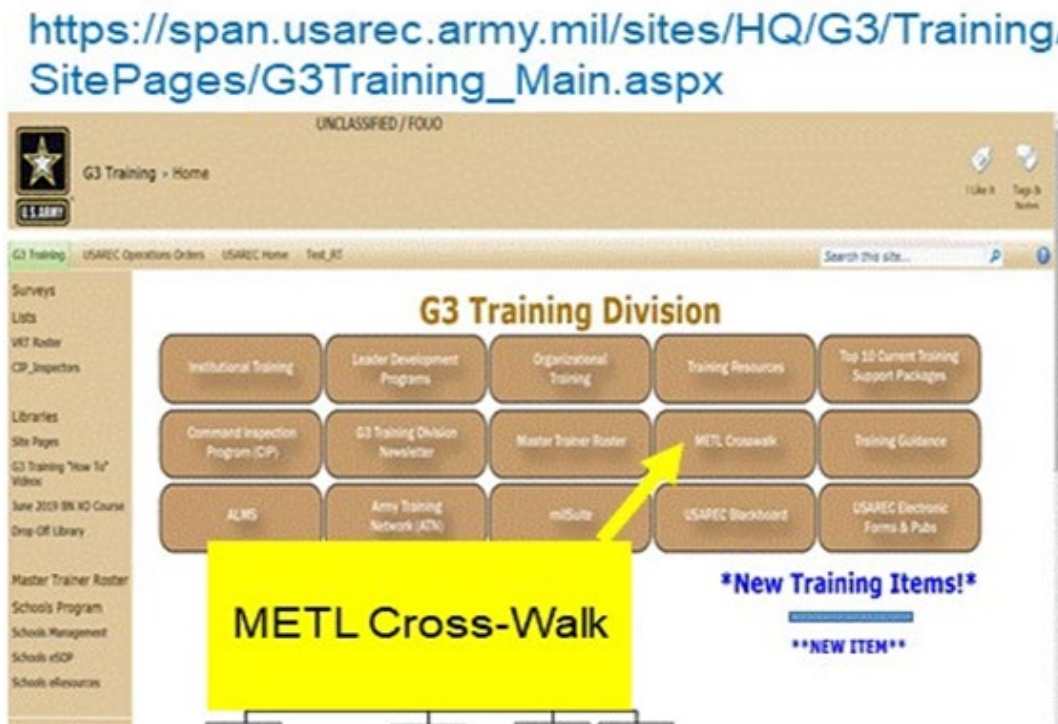 https://span.usarec.army.mil/sites/HQ/G3/Training/
SitePages/G3Training_Main.aspx
UNCLASSIFIED / FOUO
U.S.ARMY
G3 Training › Home
I Like It
Tags &
Notes
G3 Training
USAREC Operations Orders
USAREC Home
Test_RT
Search this site...
Surveys
Lists
VRT Roster
CIP_Inspectors
Libraries
Site Pages
G3 Training "How To"
Videos
June 2019 BN XO Course
Drop Off Library
Master Trainer Roster
Schools Program
Schools Management
Schools eSOP
Schools eResources
G3 Training Division
Institutional Training
Leader Development
Programs
Organizational
Training
Training Resources
Top 10 Current Training
Support Packages
Command Inspection
Program (CIP)
G3 Training Division
Newsletter
Master Trainer Roster
METL Crosswalk
Training Guidance
ALMS
Army Training
Network (ATN)
milSuite
USAREC Blackboard
USAREC Electronic
Forms & Pubs
METL Cross-Walk
*New Training Items!*
**NEW ITEM**